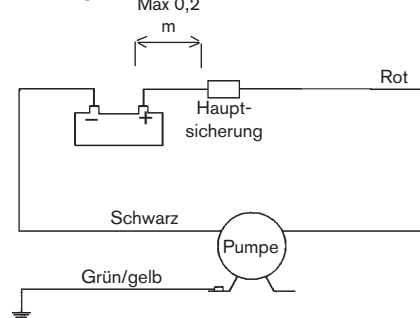 Max 0,2
m
Rot
Haupt-
sicherung
− +
Schwarz
Pumpe
Grün/gelb